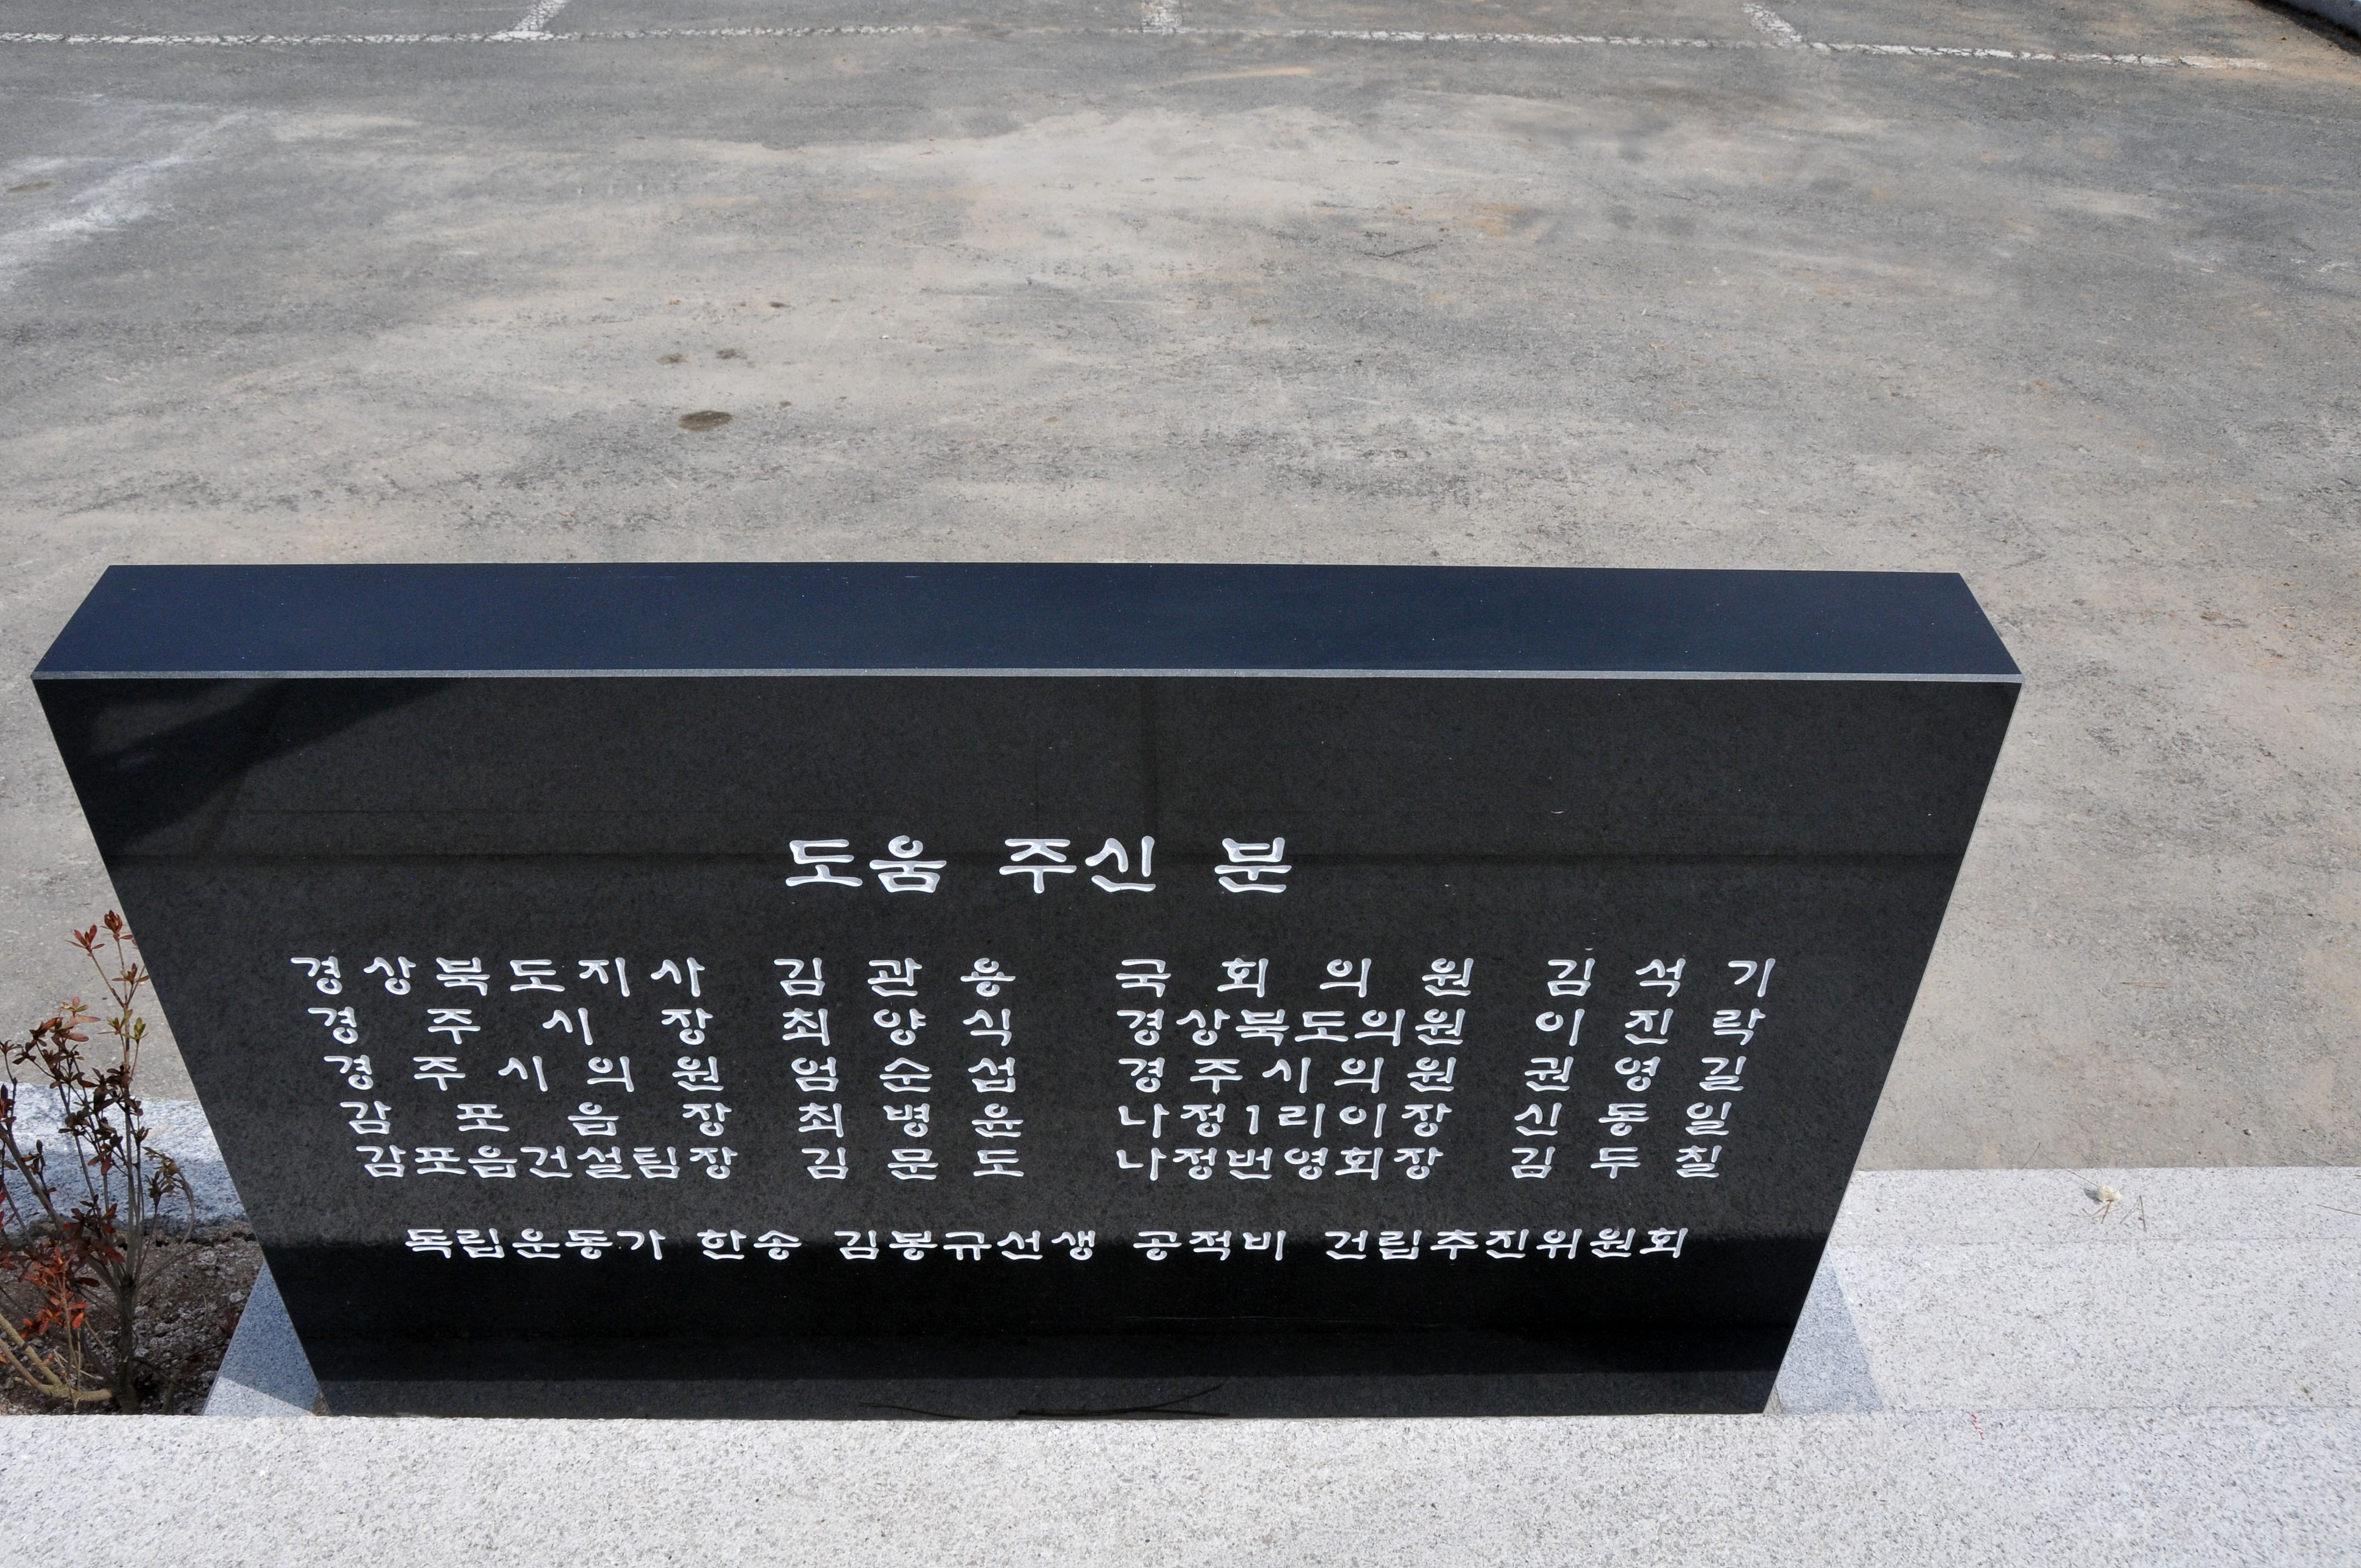 도움 주신 분
경상북도지사 김관용 국회의원 김석기
경주시장 최양식 경상북도의원 이진락
경주시의원 엄순섭 경주시의원 권영길
감포읍장 최병윤 나정1리이장 신동일
감포읍건설팀장 김문도 나정번영회장 김두칠
독립운동가 한송 김봉규선생 공적비 건립추진위원회